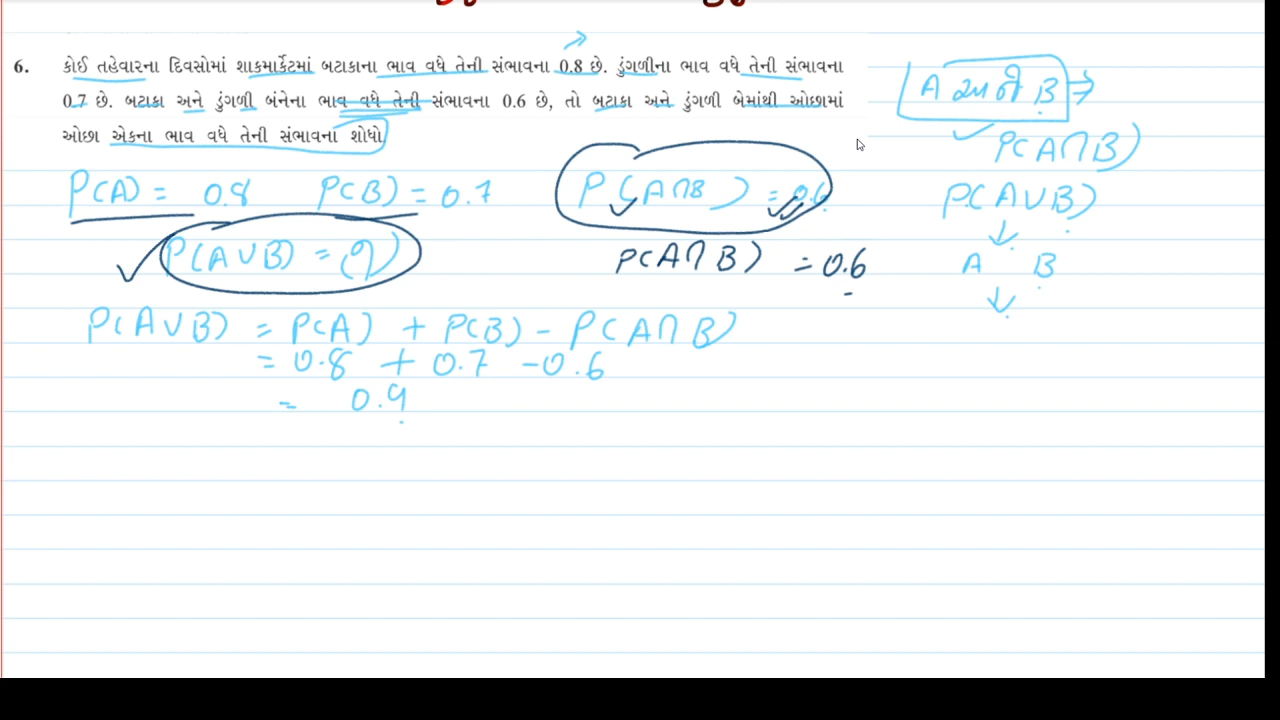 6. કોઈ તહેવારના દિવસોમાં શાકમાર્કેટમાં બટાકાના ભાવ વધે તેની સંભાવના 0.8 છે. ડુંગળીના ભાવ વધે તેની સંભાવના
0.7 છે. બટાકા અને ડુંગળી બંનેના ભાવ વધે તેની સંભાવના 0.6 છે, તો બટાકા અને ડુંગળી બેમાંથી ઓછામાં
ઓછા એકના ભાવ વધે તેની સંભાવના શોધો.
A અને B →
P(A∩B)
P(A) = 0.8 P(B) = 0.7 P(A∩B) = 0.6
P(A∪B)
P(A∪B) = (?)
P(A∩B) = 0.6
A B
P(A∪B) = P(A) + P(B) - P(A∩B)
= 0.8 + 0.7 - 0.6
= 0.9